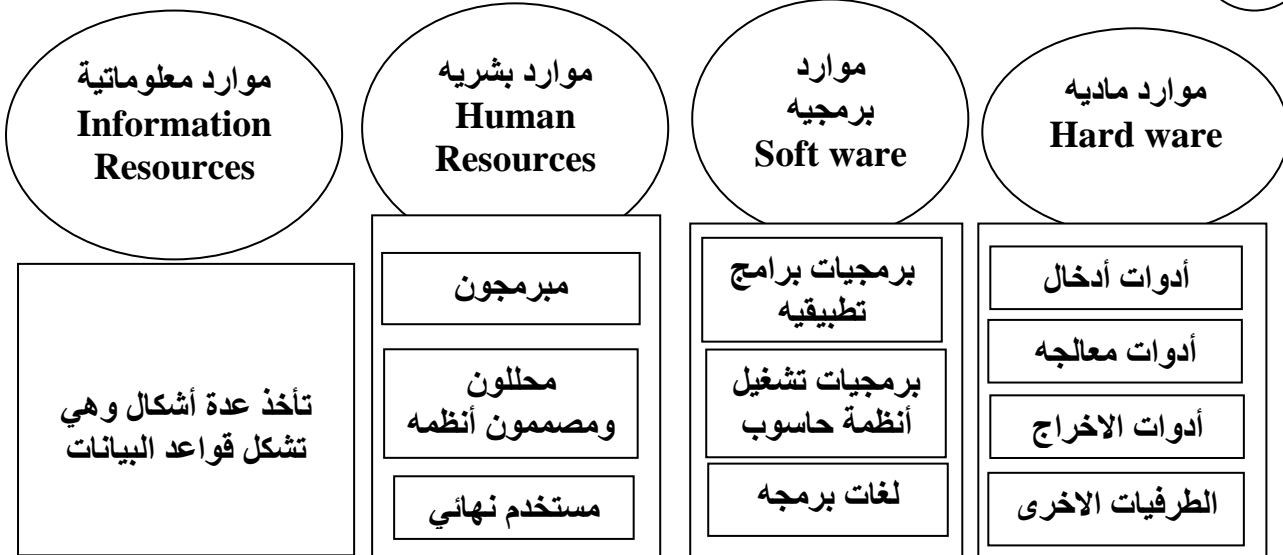 موارد ماديه
Hard ware
أدوات أدخال
أدوات معالجه
أدوات الاخراج
الطرفيات الاخرى
موارد
برمجيه
Soft ware
برمجيات برامج
تطبيقيه
برمجيات تشغيل
أنظمة حاسوب
لغات برمجه
موارد بشريه
Human
Resources
مبرمجون
محللون
ومصممون أنظمه
مستخدم نهائي
موارد معلوماتية
Information
Resources
تأخذ عدة أشكال وهي
تشكل قواعد البيانات